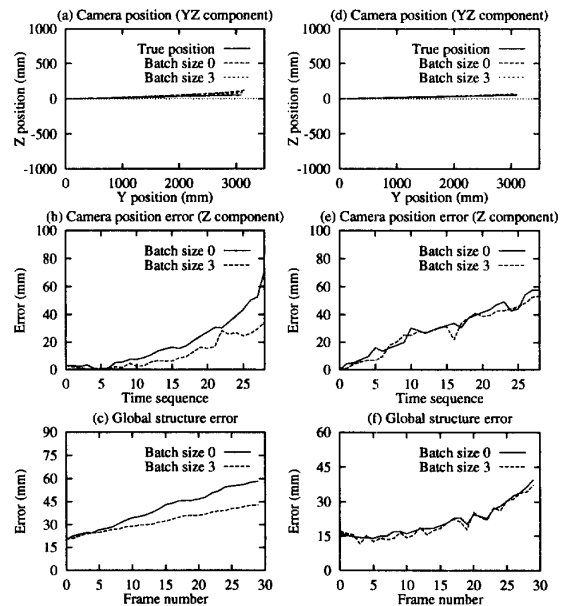 (a) Camera position (YZ component)
1000
500
0
-500
-1000
Z position (mm)
True position
Batch size 0
Batch size 3
0 1000 2000 3000
Y position (mm)
(b) Camera position error (Z component)
100
80
60
40
20
0
Error (mm)
Batch size 0
Batch size 3
0 5 10 15 20 25
Time sequence
(c) Global structure error
90
75
60
45
30
15
0
Error (mm)
Batch size 0
Batch size 3
0 5 10 15 20 25 30
Frame number
(d) Camera position (YZ component)
1000
500
0
-500
-1000
Z position (mm)
True position
Batch size 0
Batch size 3
0 1000 2000 3000
Y position (mm)
(e) Camera position error (Z component)
100
80
60
40
20
0
Error (mm)
Batch size 0
Batch size 3
0 5 10 15 20 25
Time sequence
(f) Global structure error
60
45
30
15
0
Error (mm)
Batch size 0
Batch size 3
0 5 10 15 20 25 30
Frame number